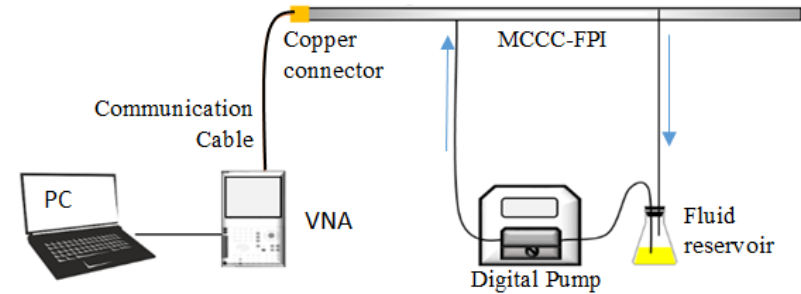 Copper
connector
MCCC-FPI
Communication
Cable
PC
VNA
Fluid
reservoir
Digital Pump